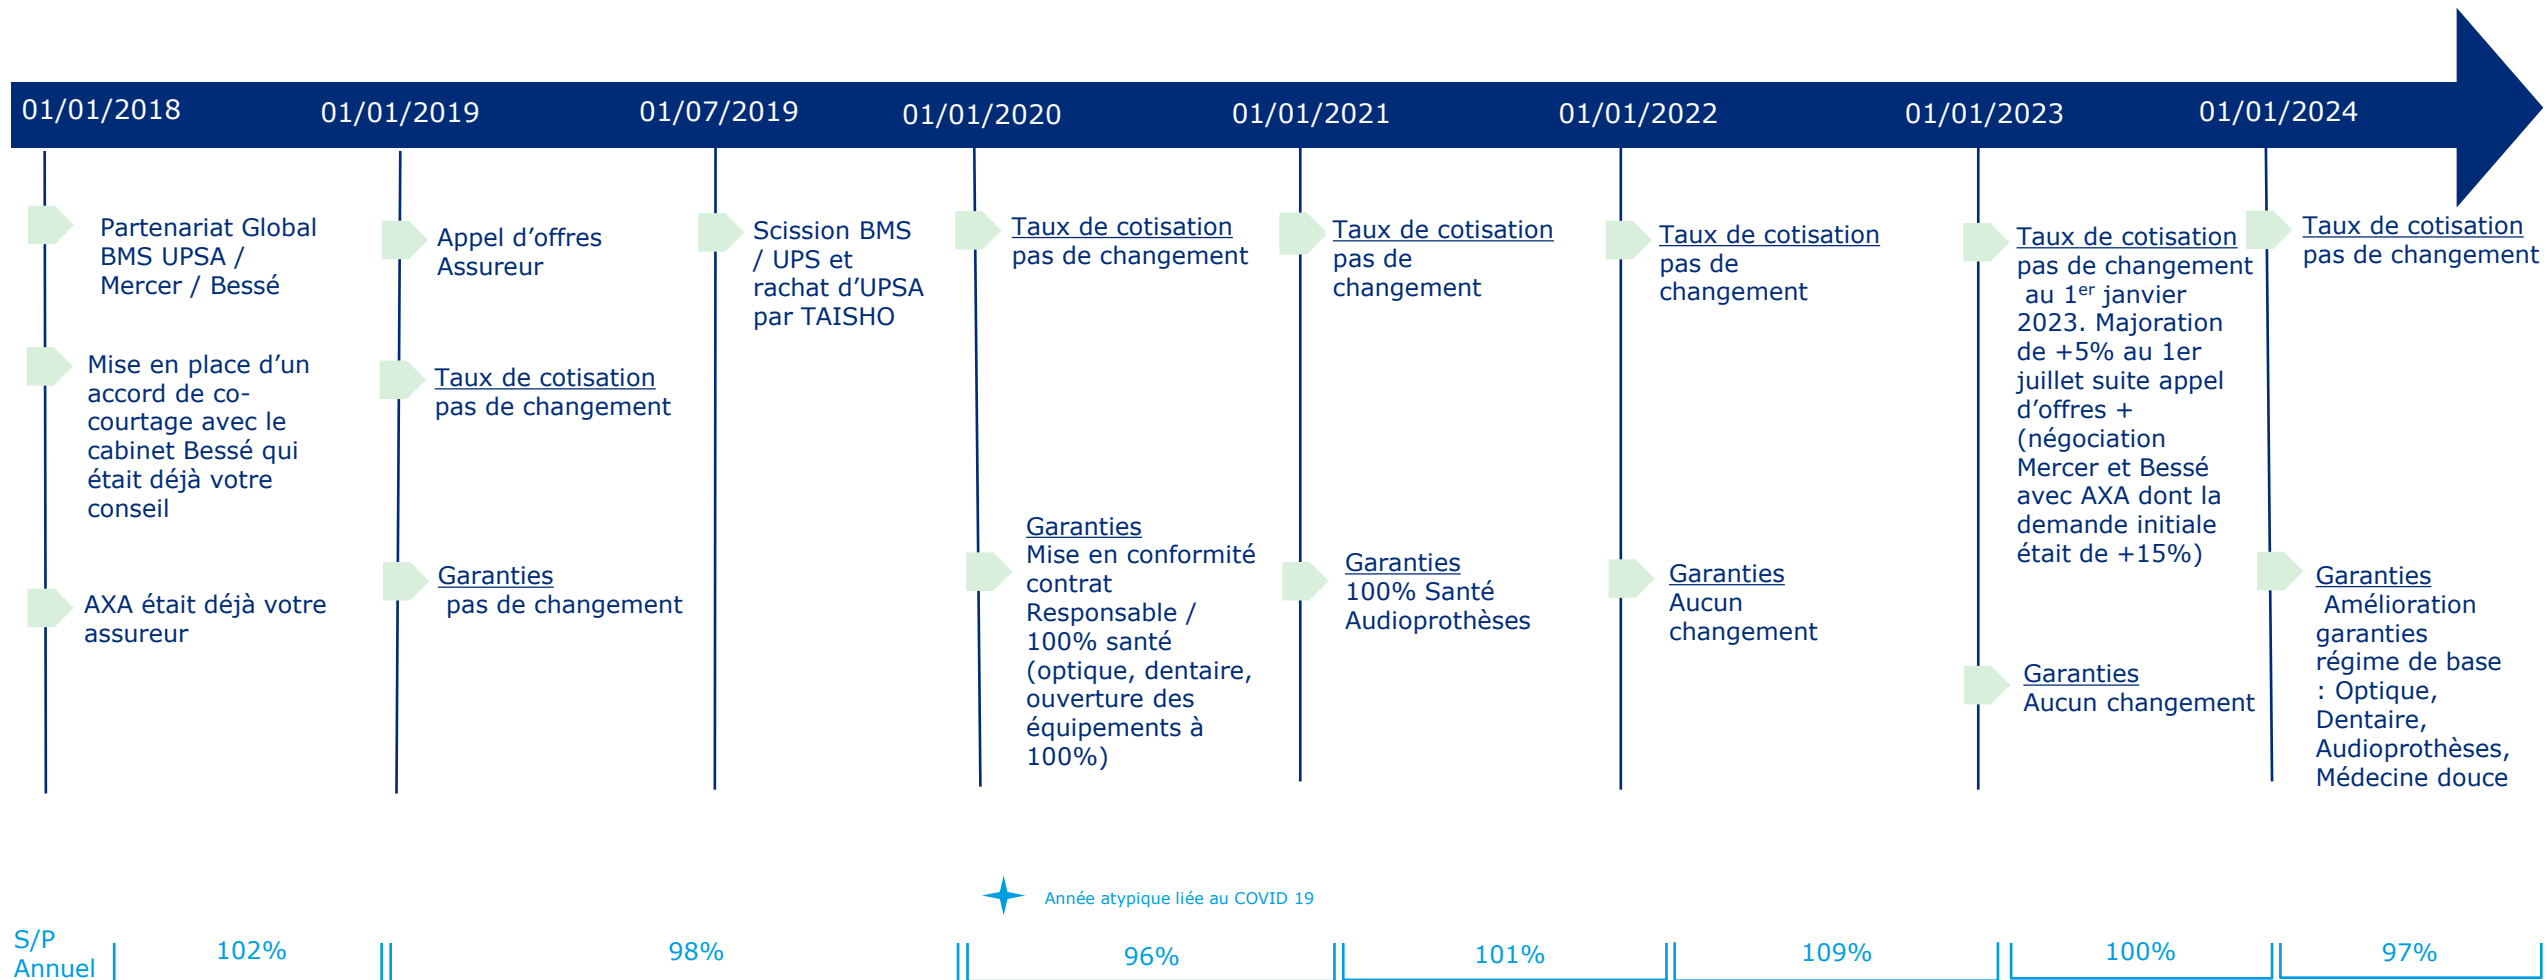 01/01/2018
01/01/2019
01/07/2019
01/01/2020
01/01/2021
01/01/2022
01/01/2023
01/01/2024
Partenariat Global
BMS UPSA /
Mercer / Bessé
Mise en place d’un
accord de co-
courtage avec le
cabinet Bessé qui
était déjà votre
conseil
AXA était déjà votre
assureur
Appel d’offres
Assureur
Taux de cotisation
pas de changement
Garanties
pas de changement
Scission BMS
/ UPS et
rachat d’UPSA
par TAISHO
Taux de cotisation
pas de changement
Garanties
Mise en conformité
contrat
Responsable /
100% santé
(optique, dentaire,
ouverture des
équipements à
100%)
Taux de cotisation
pas de
changement
Garanties
100% Santé
Audioprothèses
Taux de cotisation
pas de
changement
Garanties
Aucun
changement
Taux de cotisation
pas de changement
au 1er janvier
2023. Majoration
de +5% au 1er
juillet suite appel
d’offres +
(négociation
Mercer et Bessé
avec AXA dont la
demande initiale
était de +15%)
Garanties
Aucun changement
Taux de cotisation
pas de changement
Garanties
Amélioration
garanties
régime de base
: Optique,
Dentaire,
Audioprothèses,
Médecine douce
Année atypique liée au COVID 19
S/P
Annuel
102%
98%
96%
101%
109%
100%
97%